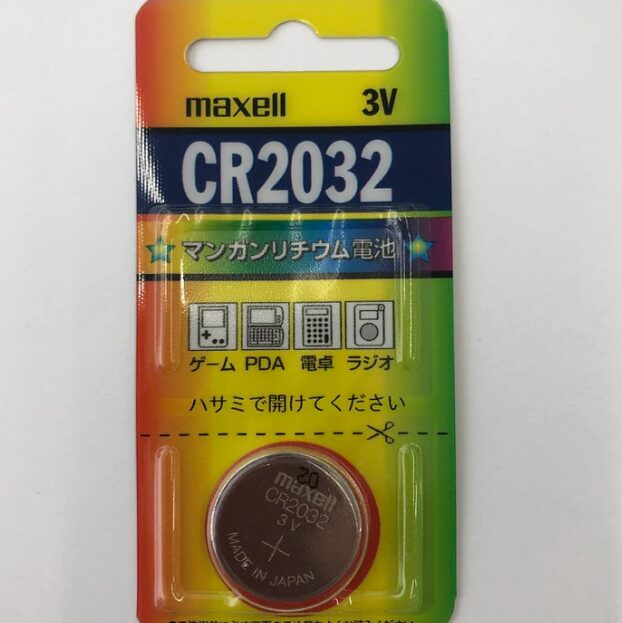 maxell 3V
CR2032
マンガンリチウム電池
ゲーム PDA 電卓 ラジオ
ハサミで開けてください
20
maxell
CR2032
3V
+
MADE IN JAPAN